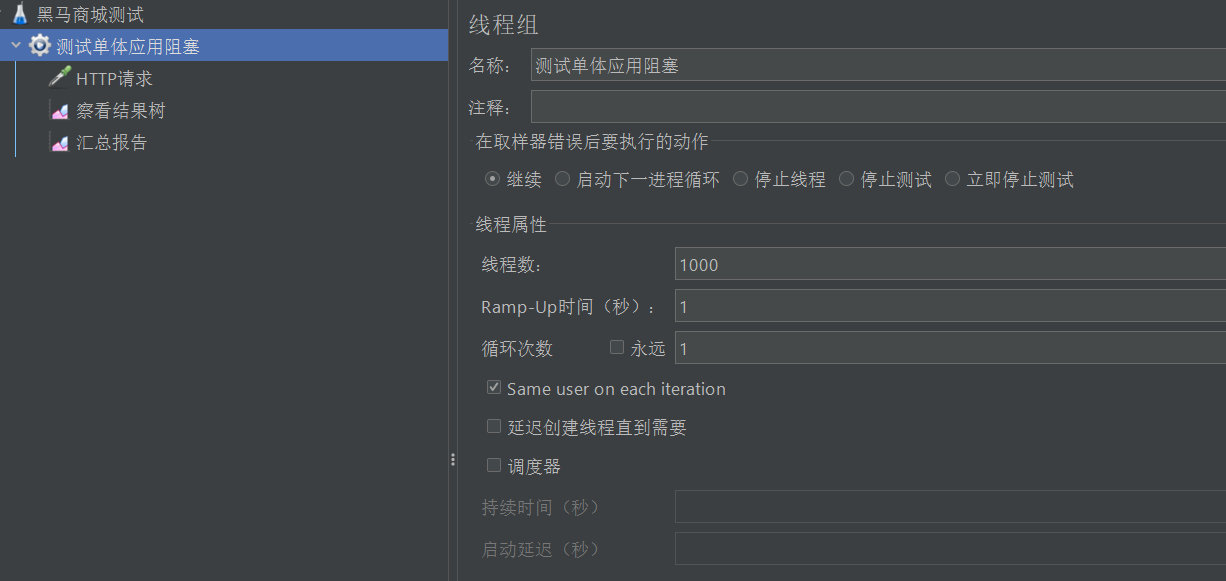 黑马商城测试
测试单体应用阻塞
HTTP请求
察看结果树
汇总报告
线程组
名称： 测试单体应用阻塞
注释：
在取样器错误后要执行的动作
继续 启动下一进程循环 停止线程 停止测试 立即停止测试
线程属性
线程数： 1000
Ramp-Up时间（秒）： 1
循环次数 永远 1
Same user on each iteration
延迟创建线程直到需要
调度器
持续时间（秒）
启动延迟（秒）